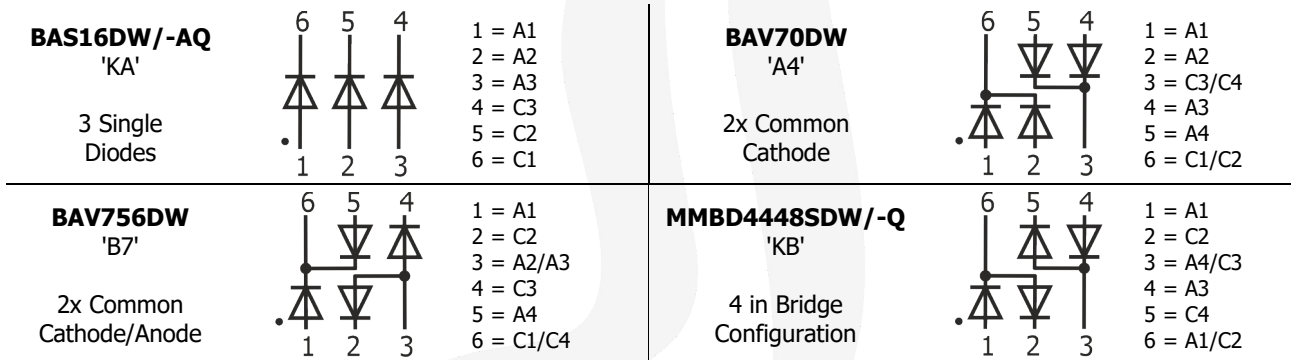 BAS16DW/-AQ
'KA'
3 Single
Diodes
6 5 4
1 2 3
1 = A1
2 = A2
3 = A3
4 = C3
5 = C2
6 = C1
BAV70DW
'A4'
2x Common
Cathode
6 5 4
1 2 3
1 = A1
2 = A2
3 = C3/C4
4 = A3
5 = A4
6 = C1/C2
BAV756DW
'B7'
2x Common
Cathode/Anode
6 5 4
1 2 3
1 = A1
2 = C2
3 = A2/A3
4 = C3
5 = A4
6 = C1/C4
MMBD4448SDW/-Q
'KB'
4 in Bridge
Configuration
6 5 4
1 2 3
1 = A1
2 = C2
3 = A4/C3
4 = A3
5 = C4
6 = A1/C2